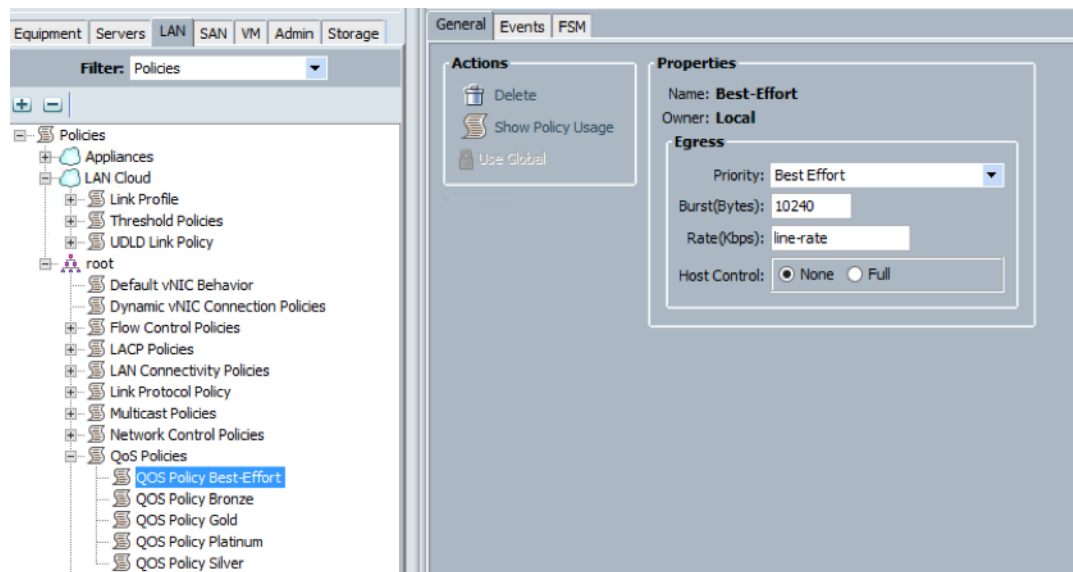 Equipment Servers LAN SAN VM Admin Storage
Filter: Policies
Policies
Appliances
LAN Cloud
Link Profile
Threshold Policies
UDLD Link Policy
root
Default vNIC Behavior
Dynamic vNIC Connection Policies
Flow Control Policies
LACP Policies
LAN Connectivity Policies
Link Protocol Policy
Multicast Policies
Network Control Policies
QoS Policies
QOS Policy Best-Effort
QOS Policy Bronze
QOS Policy Gold
QOS Policy Platinum
QOS Policy Silver
General Events FSM
Actions
Delete
Show Policy Usage
Use Global
Properties
Name: Best-Effort
Owner: Local
Egress
Priority: Best Effort
Burst(Bytes): 10240
Rate(Kbps): line-rate
Host Control: None Full